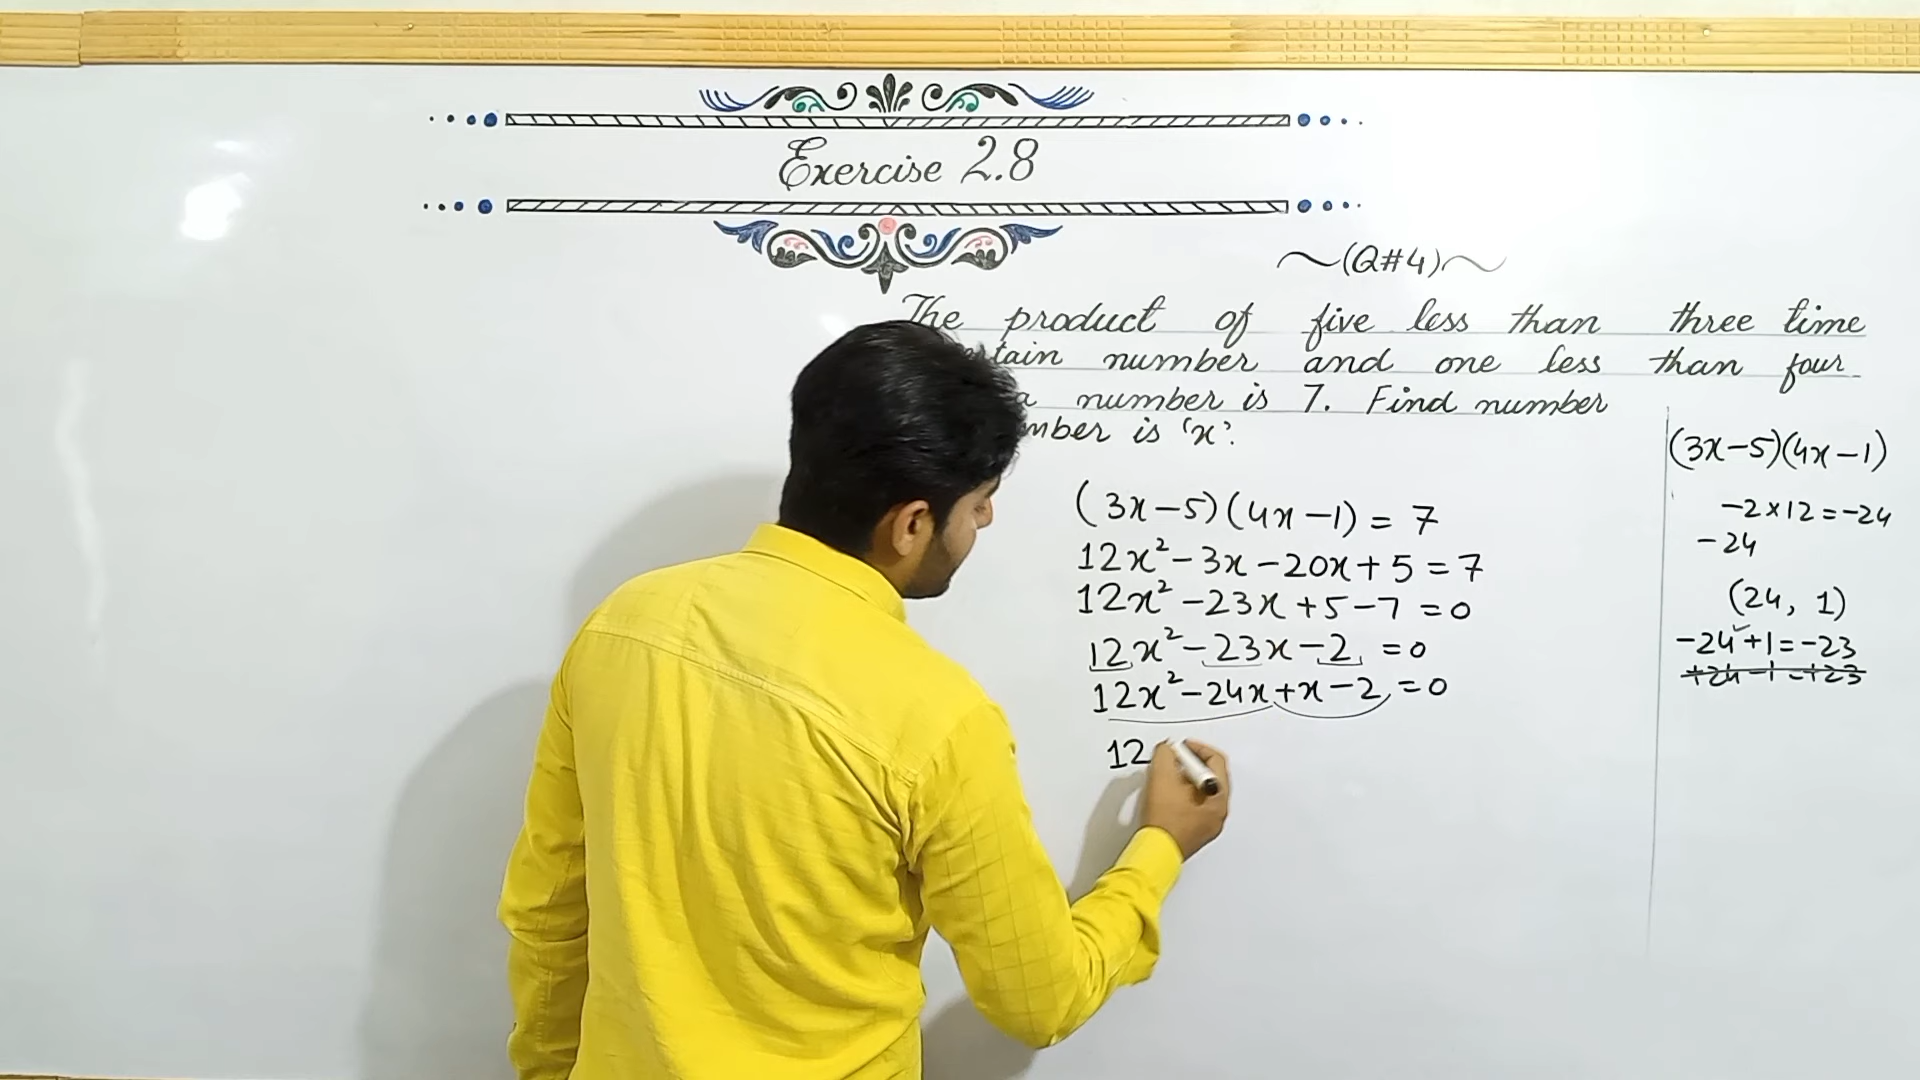 Exercise 2.8
(Q#4)
The product of five less than three time
number and one less than four
a number is 7. Find number
is 'x'.
(3x-5)(4x-1) = 7
12x²-3x-20x+5=7
12x²-23x+5-7=0
12x²-23x-2=0
12x²-24x+x-2=0
12
(3x-5)(4x-1)
-2×12=-24
-24
(24, 1)
-24+1=-23
+24-1=+23